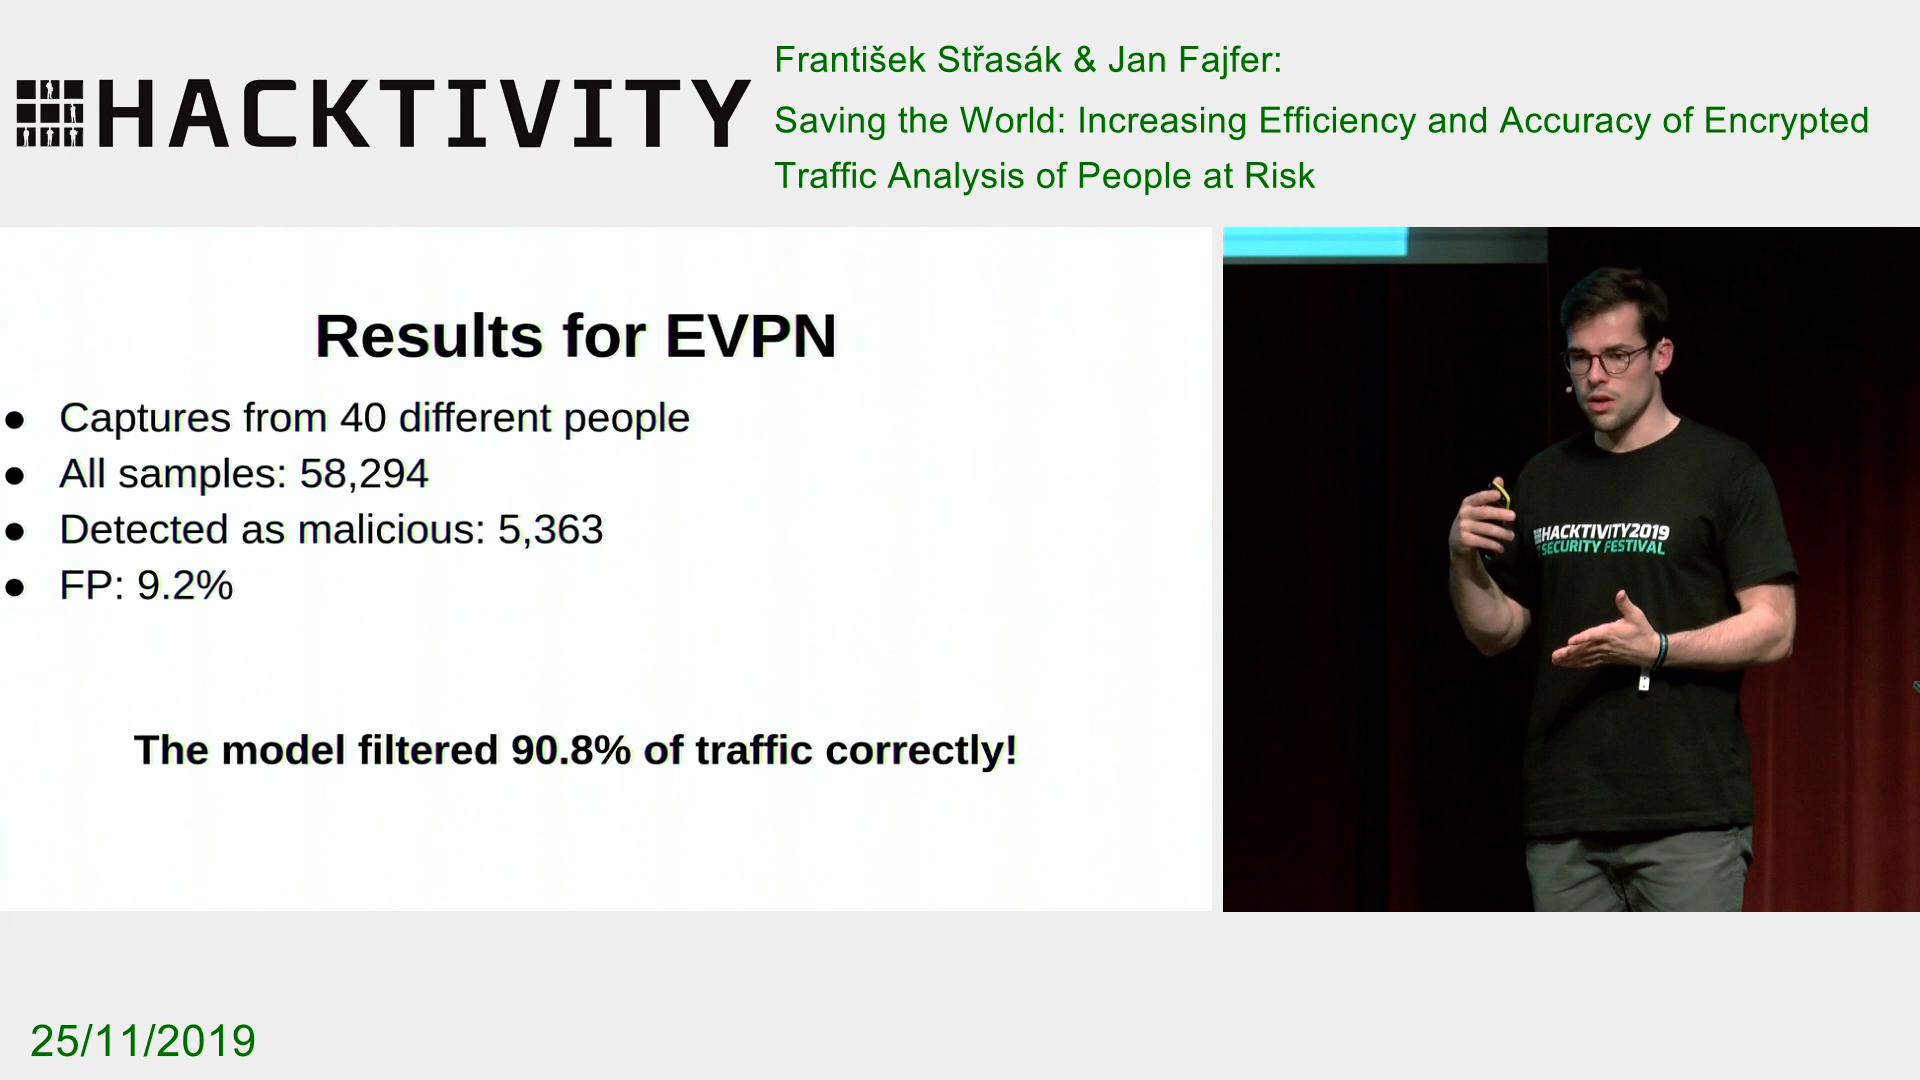 HACKTIVITY
František Střasák & Jan Fajfer:
Saving the World: Increasing Efficiency and Accuracy of Encrypted
Traffic Analysis of People at Risk
Results for EVPN
● Captures from 40 different people
● All samples: 58,294
● Detected as malicious: 5,363
● FP: 9.2%
The model filtered 90.8% of traffic correctly!
HACKTIVITY2019
IT SECURITY FESTIVAL
25/11/2019